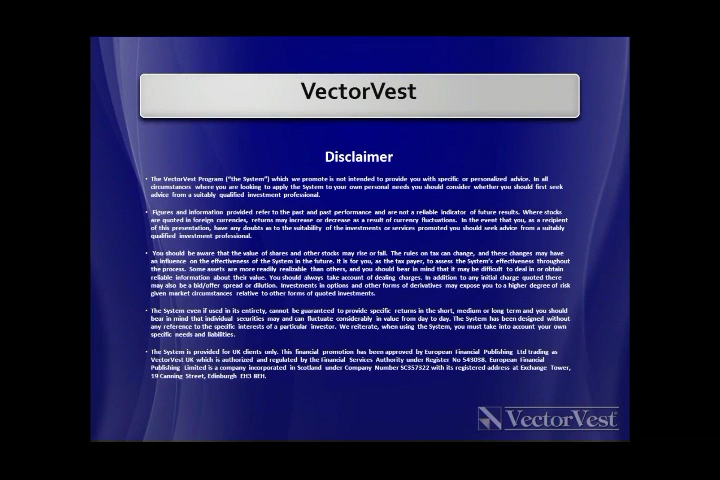 VectorVest
Disclaimer
• The VectorVest Program ("the System") which we promote is not intended to provide you with specific or personalized advice. In all
circumstances where you are looking to apply the System to your own personal needs you should consider whether you should first seek
advice from a suitably qualified investment professional.
• Figures and information provided refer to the past and past performance and are not a reliable indicator of future results. Where stocks
are quoted in foreign currencies, returns may increase or decrease as a result of currency fluctuations. In the event that you, as a recipient
of this presentation, have any doubts as to the suitability of the investments or services promoted you should seek advice from a suitably
qualified investment professional.
• You should be aware that the value of shares and other stocks may rise or fall. The rules on tax can change, and these changes may have
an influence on the effectiveness of the System in the future. It is for you, as the tax payer, to assess the System's effectiveness throughout
the process. Some assets are more readily realizable than others, and you should bear in mind that it may be difficult to deal in or obtain
reliable information about their value. You should always take account of dealing charges. In addition to any initial charge quoted there
may also be a bid/offer spread or dilution. Investments in options and other forms of derivatives may expose you to a higher degree of risk
given market circumstances relative to other forms of quoted investments.
• The System even if used in its entirety, cannot be guaranteed to provide specific returns in the short, medium or long term and you should
bear in mind that individual securities may and can fluctuate considerably in value from day to day. The System has been designed without
any reference to the specific interests of a particular investor. We reiterate, when using the System, you must take into account your own
specific needs and liabilities.
• The System is provided for UK clients only. This financial promotion has been approved by European Financial Publishing Ltd trading as
VectorVest UK which is authorized and regulated by the Financial Services Authority under Register No 543038. European Financial
Publishing Limited is a company incorporated in Scotland under Company Number SC357322 with its registered address at Exchange Tower,
19 Canning Street, Edinburgh EH3 8EH.
VectorVest